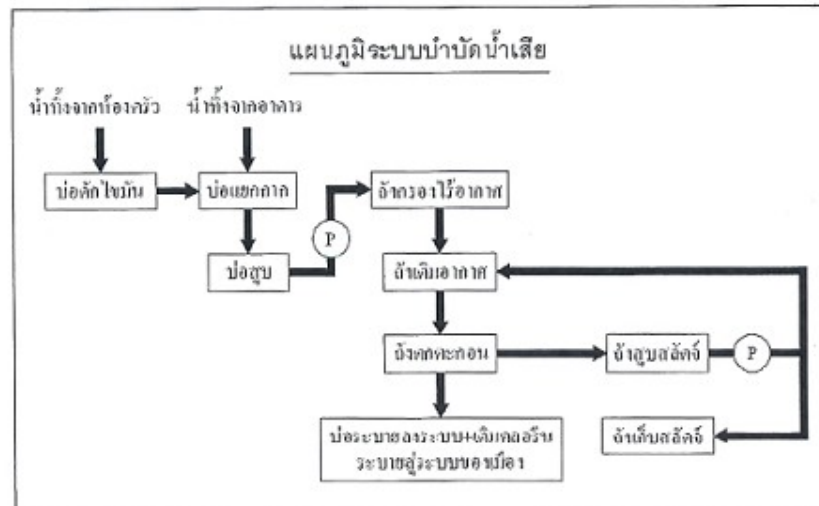 แผนภูมิระบบบำบัดน้ำเสีย
น้ำทิ้งจากห้องครัว
น้ำทิ้งจากอาคาร
บ่อดักไขมัน
บ่อแยกกาก
ถังกรองไร้อากาศ
P
บ่อสูบ
ถังเติมอากาศ
ถังตกตะกอน
ถังสูบสลัดจ์
P
บ่อระบายลงระบบ+เติมคลอรีน
ระบายสู่ระบบของเมือง
ถังเก็บสลัดจ์